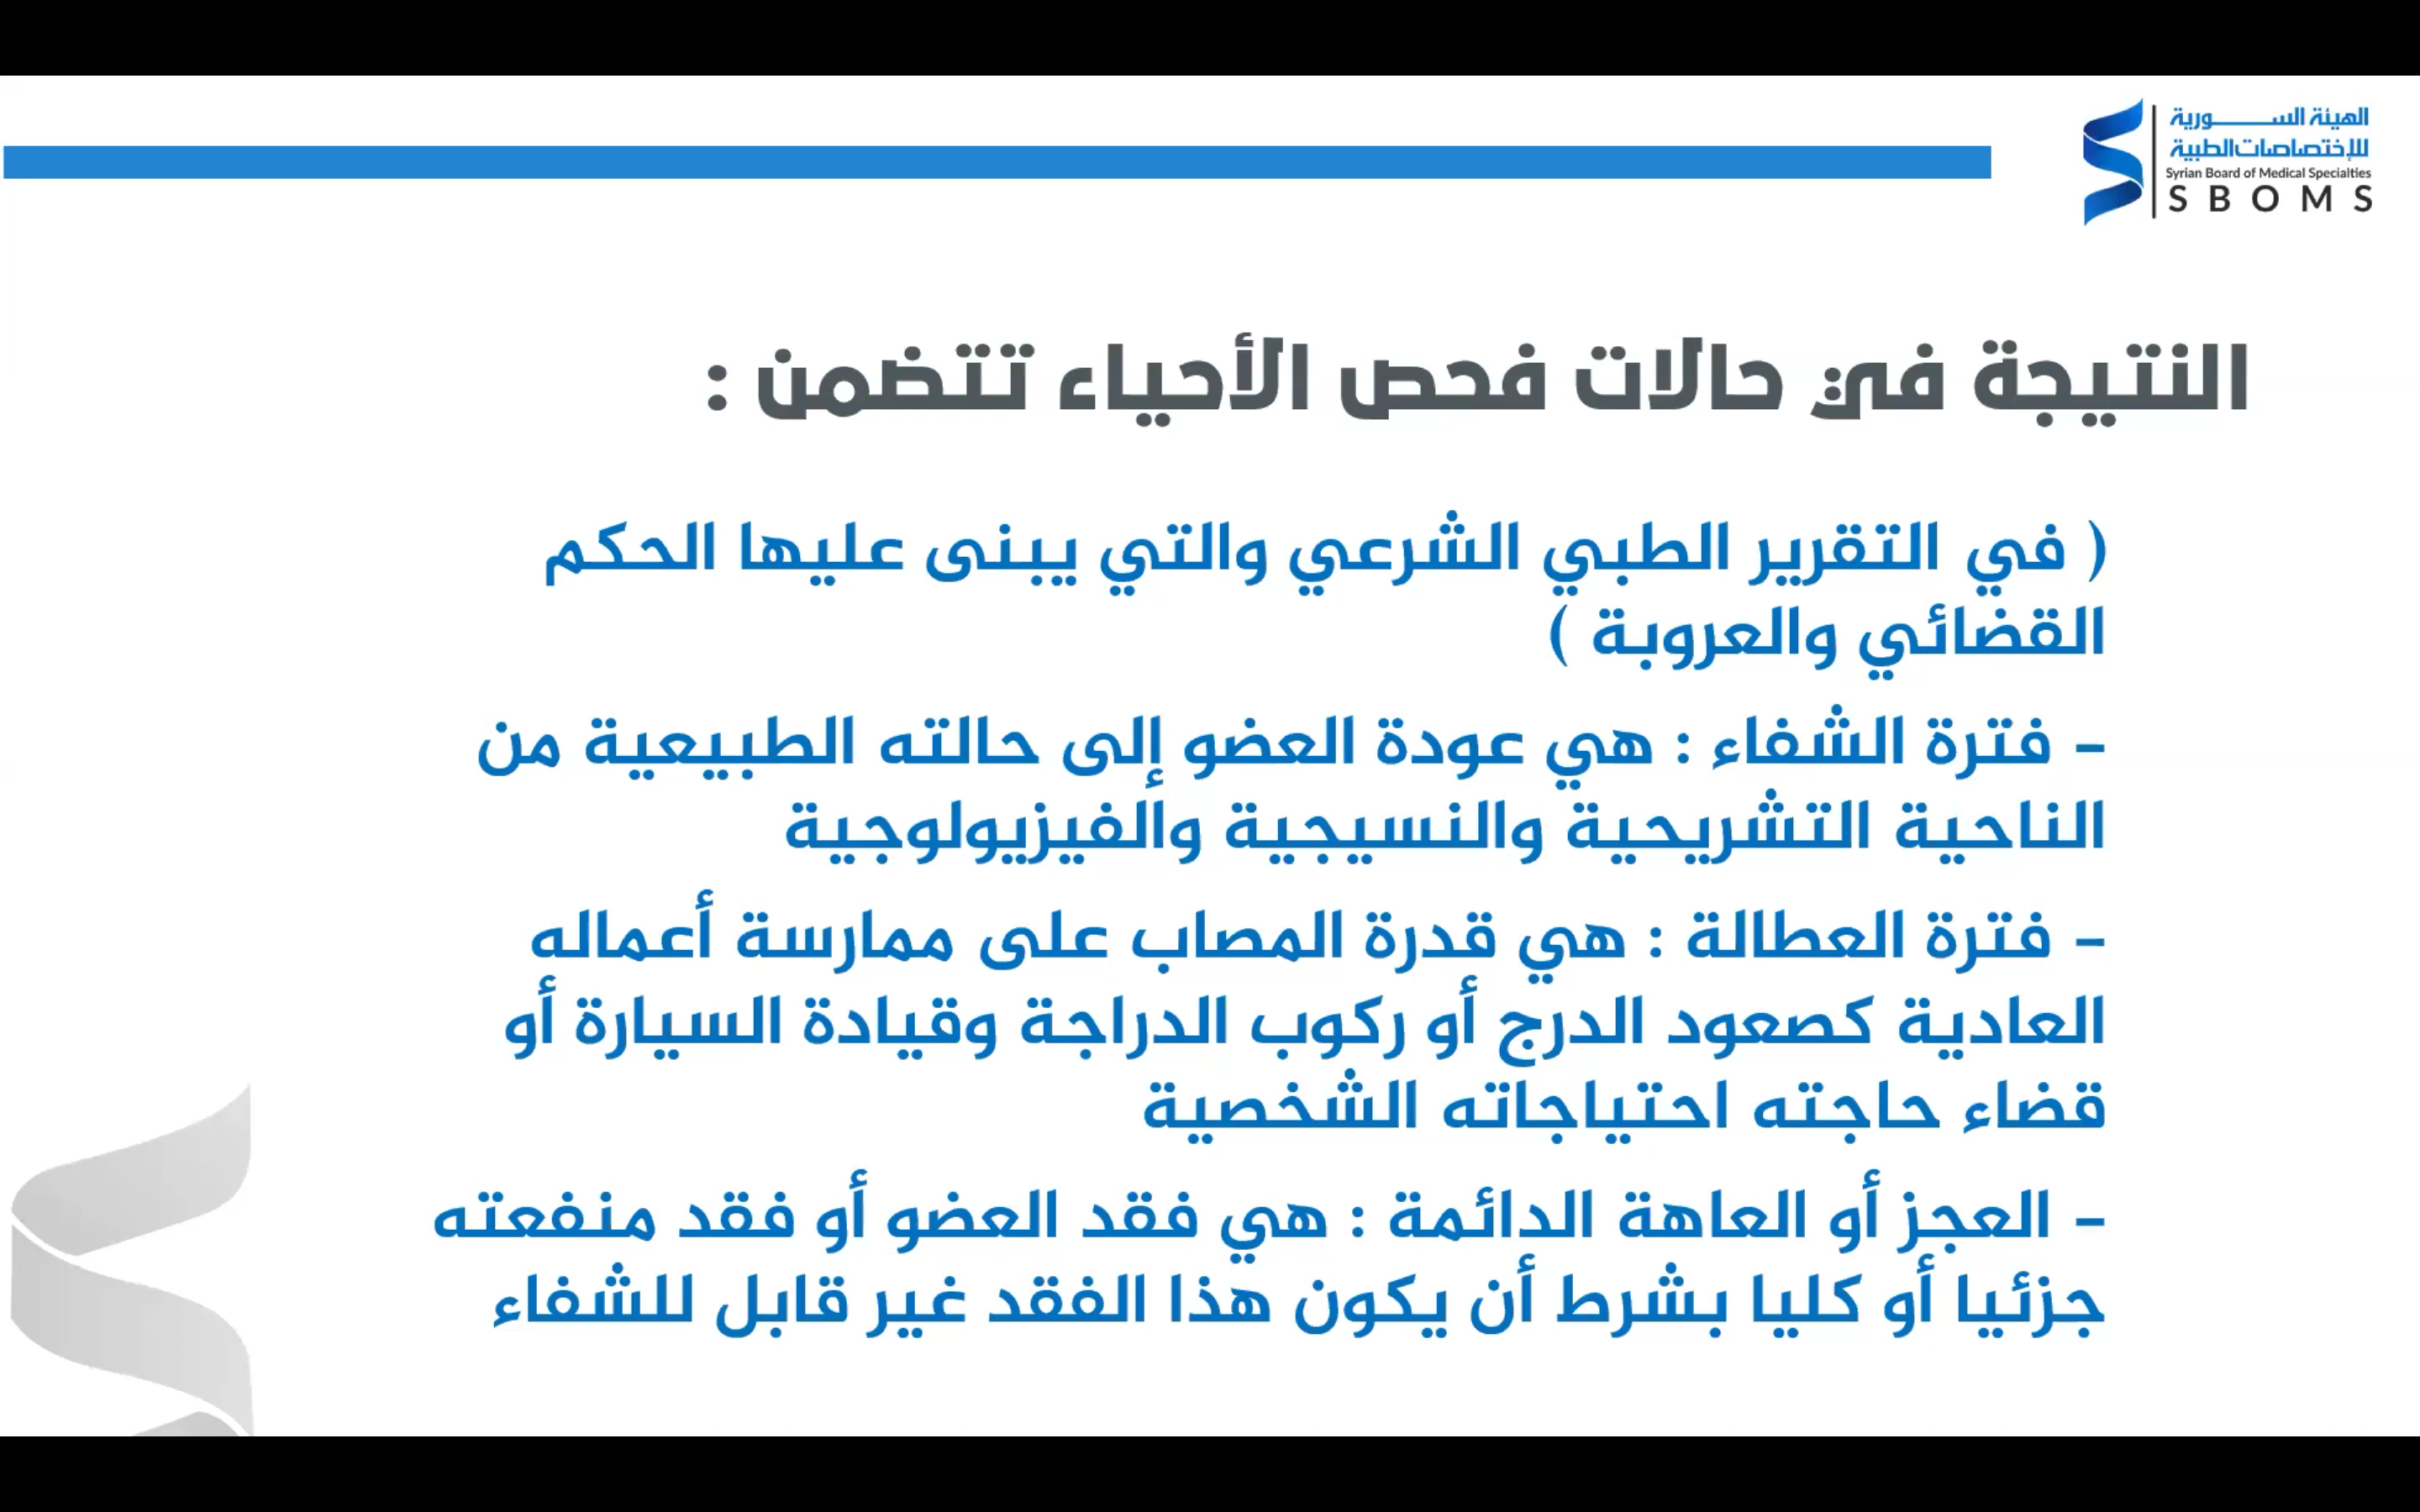 الهيئة السورية
للإختصاصات الطبية
Syrian Board of Medical Specialties
SBOMS
النتيجة في حالات فحص الأحياء تتضمن :
( في التقرير الطبي الشرعي والتي يبنى عليها الحكم
القضائي والعروبة )
- فترة الشفاء : هي عودة العضو إلى حالته الطبيعية من
الناحية التشريحية والنسيجية والفيزيولوجية
- فترة العطالة : هي قدرة المصاب على ممارسة أعماله
العادية كصعود الدرج أو ركوب الدراجة وقيادة السيارة أو
قضاء حاجته احتياجاته الشخصية
- العجز أو العاهة الدائمة : هي فقد العضو أو فقد منفعته
جزئيا أو كليا بشرط أن يكون هذا الفقد غير قابل للشفاء